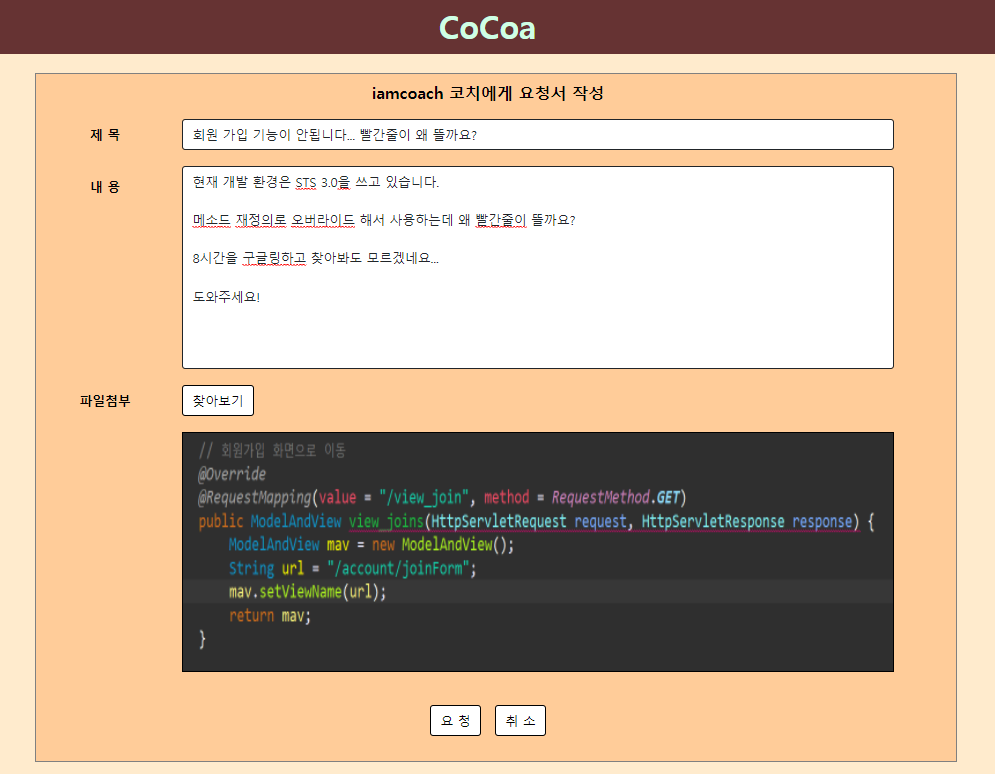 CoCoa
iamcoach 코치에게 요청서 작성
제 목
회원 가입 기능이 안됩니다... 빨간줄이 왜 뜰까요?
내 용
현재 개발 환경은 STS 3.0을 쓰고 있습니다.
메소드 재정의로 오버라이드 해서 사용하는데 왜 빨간줄이 뜰까요?
8시간을 구글링하고 찾아봐도 모르겠네요...
도와주세요!
파일첨부
찾아보기
// 회원가입 화면으로 이동
@Override
@RequestMapping(value = "/view_join", method = RequestMethod.GET)
public ModelAndView view_joins(HttpServletRequest request, HttpServletResponse response) {
ModelAndView mav = new ModelAndView();
String url = "/account/joinForm";
mav.setViewName(url);
return mav;
}
요 청
취 소